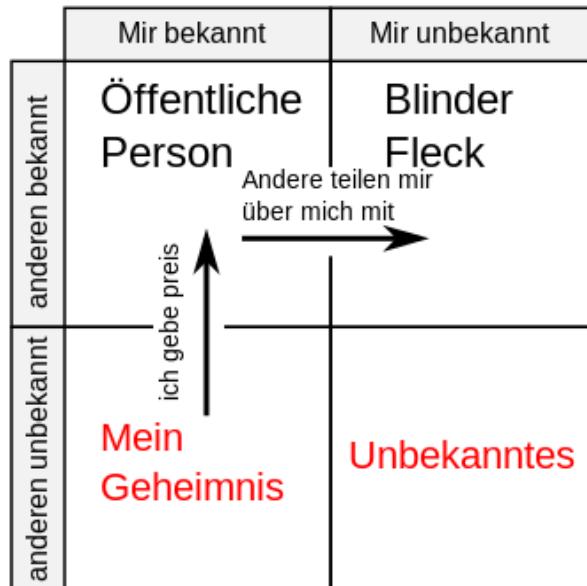 Mir bekannt
Mir unbekannt
anderen bekannt
Öffentliche
Person
Blinder
Fleck
Andere teilen mir
über mich mit
ich gebe preis
anderen unbekannt
Mein
Geheimnis
Unbekanntes